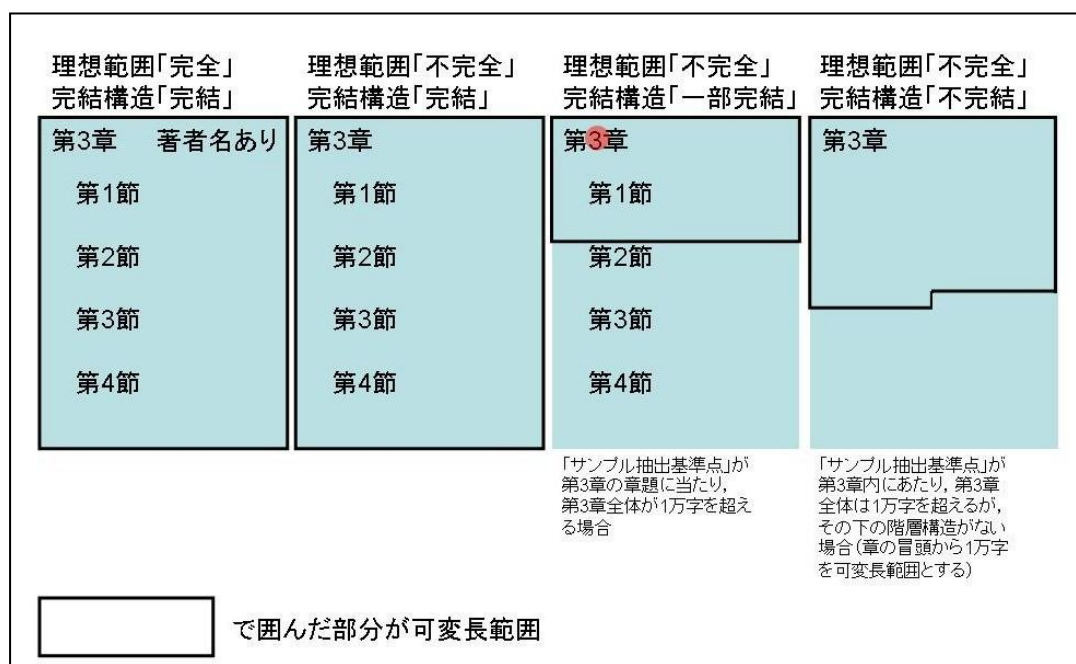 理想範囲「完全」
完結構造「完結」
第3章 著者名あり
第1節
第2節
第3節
第4節
理想範囲「不完全」
完結構造「完結」
第3章
第1節
第2節
第3節
第4節
理想範囲「不完全」
完結構造「一部完結」
第3章
第1節
第2節
第3節
第4節
「サンプル抽出基準点」が
第3章の章題に当たり，
第3章全体が1万字を超え
る場合
理想範囲「不完全」
完結構造「不完結」
第3章
「サンプル抽出基準点」が
第3章内にあたり，第3章
全体は1万字を超えるが，
その下の階層構造がない
場合（章の冒頭から1万字
を可変長範囲とする）
で囲んだ部分が可変長範囲